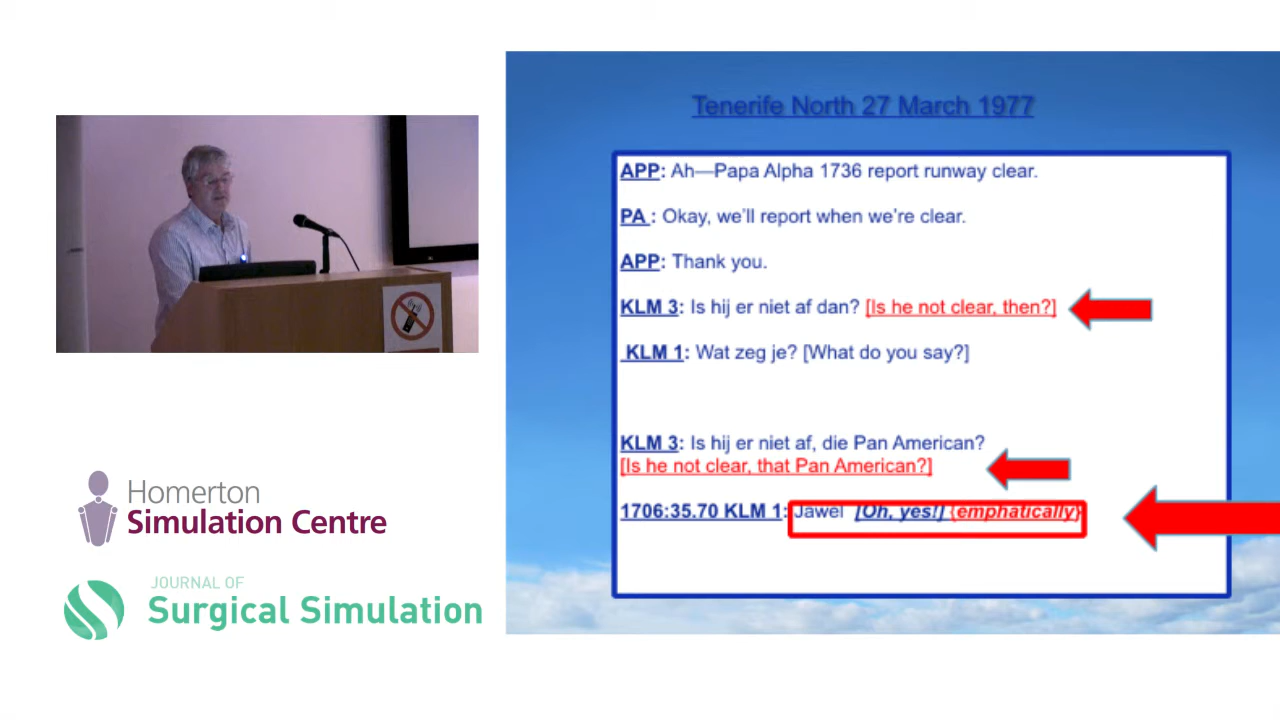 Tenerife North 27 March 1977
APP: Ah—Papa Alpha 1736 report runway clear.
PA : Okay, we'll report when we're clear.
APP: Thank you.
KLM 3: Is hij er niet af dan? [Is he not clear, then?]
KLM 1: Wat zeg je? [What do you say?]
KLM 3: Is hij er niet af, die Pan American?
[Is he not clear, that Pan American?]
1706:35.70 KLM 1: Jawel [Oh, yes!] {emphatically}
Homerton
Simulation Centre
JOURNAL OF
Surgical Simulation